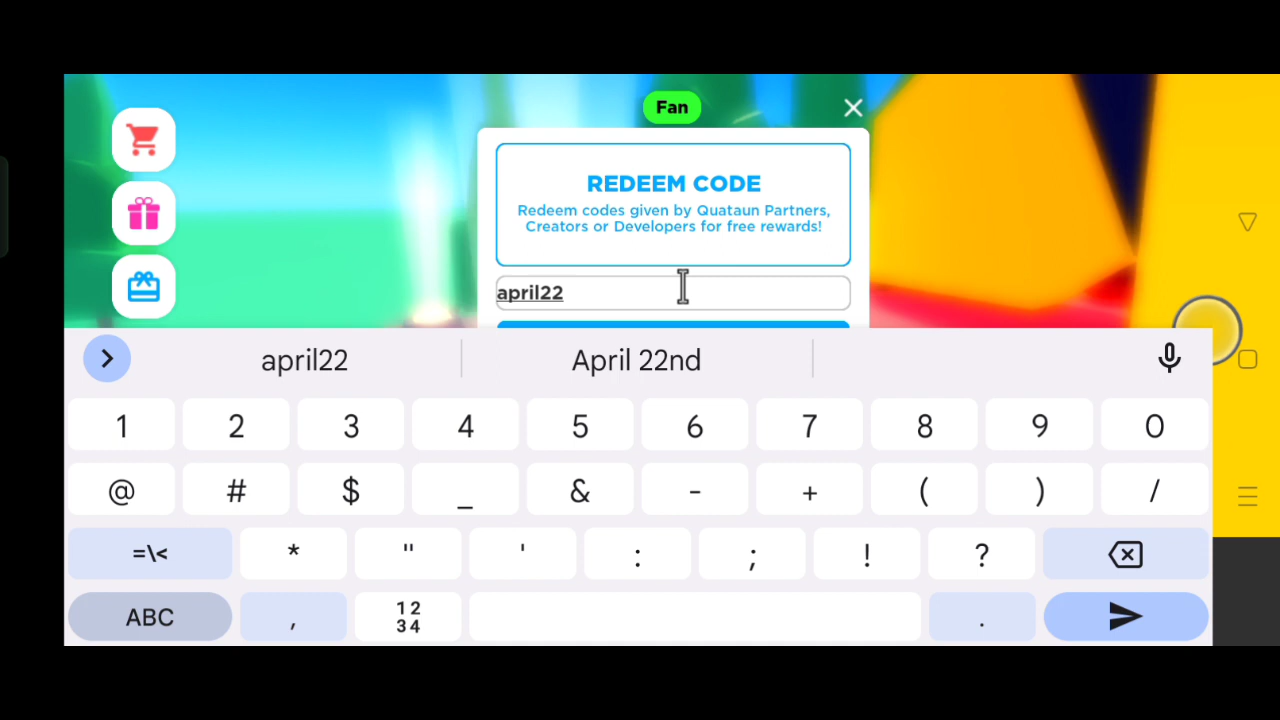 Fan
REDEEM CODE
Redeem codes given by Quataun Partners,
Creators or Developers for free rewards!
april22
april22 April 22nd
1 2 3 4 5 6 7 8 9 0
@ # $ _ & - + ( ) /
=\< * " ' : ; ! ?
ABC , 12 .
34